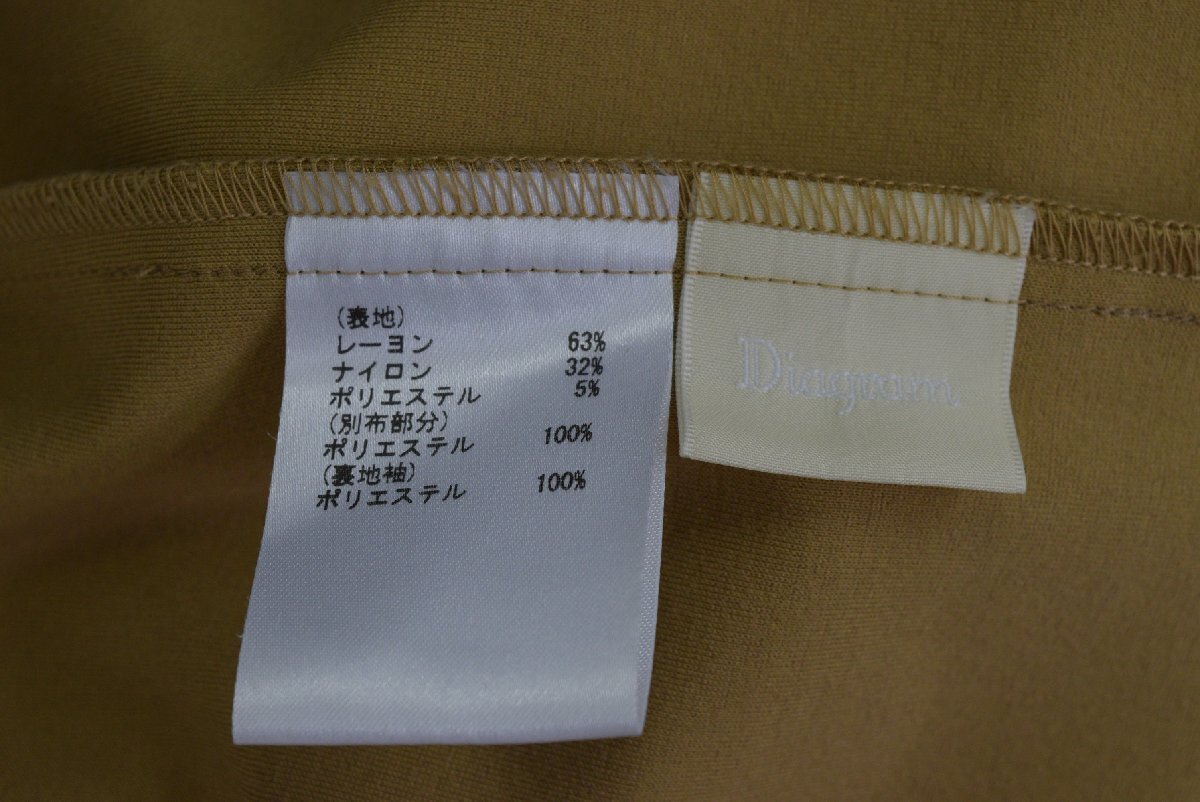 (表地)
レーヨン 63%
ナイロン 32%
ポリエステル 5%
(別布部分)
ポリエステル 100%
(裏地袖)
ポリエステル 100%
Diagram